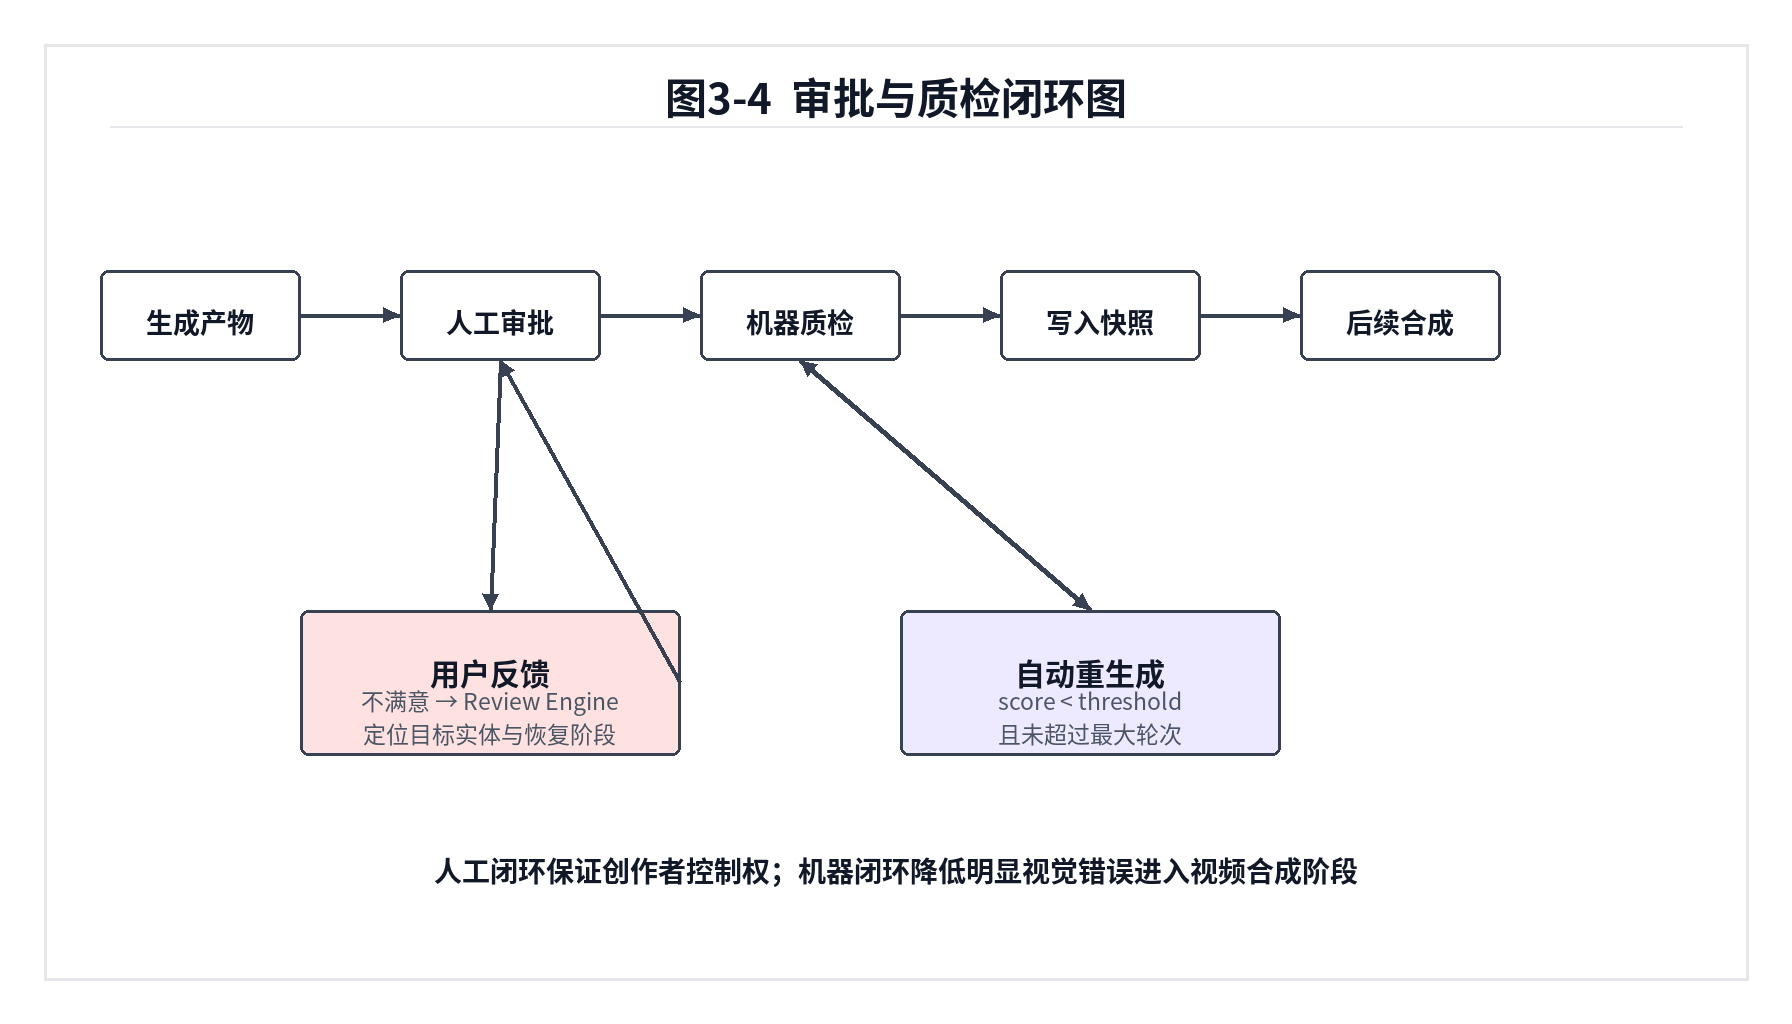 图3-4 审批与质检闭环图
生成产物
人工审批
机器质检
写入快照
后续合成
用户反馈
不满意 → Review Engine
定位目标实体与恢复阶段
自动重生成
score < threshold
且未超过最大轮次
人工闭环保证创作者控制权；机器闭环降低明显视觉错误进入视频合成阶段